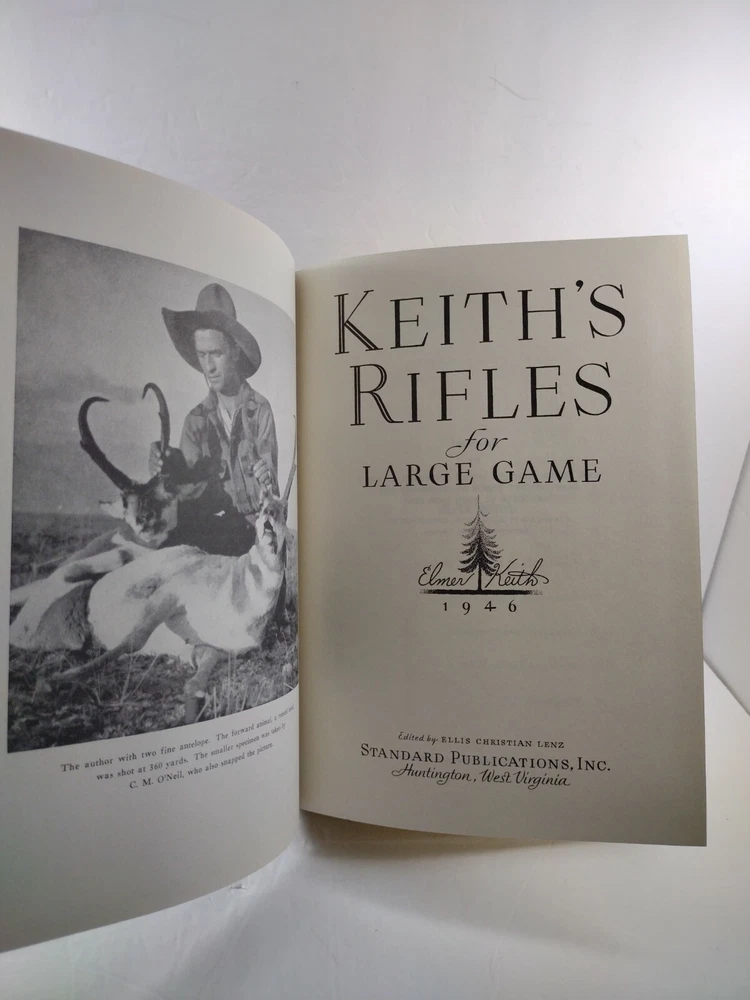 The author with two fine antelope. The forward animal, a
was shot at 360 yards. The smaller specimen was taken by
C. M. O'Neil, who also snapped the picture.
KEITH'S
RIFLES
for
LARGE GAME
Elmer Keith
1946
Edited by ELLIS CHRISTIAN LENZ
STANDARD PUBLICATIONS, INC.
Huntington, West Virginia